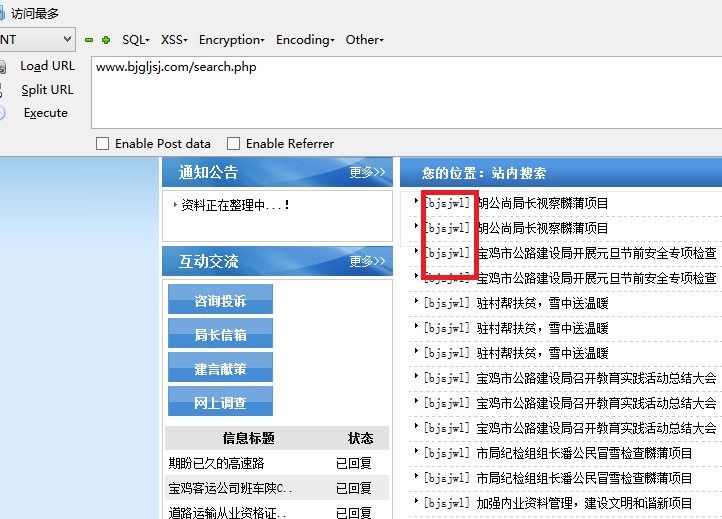 访问最多
NT SQL- XSS- Encryption- Encoding- Other-
Load URL
Split URL
Execute
www.bjgljsj.com/search.php
Enable Post data Enable Referrer
通知公告 更多>>
资料正在整理中...!
互动交流 更多>>
咨询投诉
局长信箱
建言献策
网上调查
信息标题 状态
期盼已久的高速路 已回复
宝鸡客运公司班车陕C.. 已回复
道路运输从业资格证.. 已回复
您的位置：站内搜索
[bjsjwl] 胡公尚局长视察麟蒲项目
[bjsjwl] 胡公尚局长视察麟蒲项目
[bjsjwl] 宝鸡市公路建设局开展元旦节前安全专项检查
[bjsjwl] 宝鸡市公路建设局开展元旦节前安全专项检查
[bjsjwl] 驻村帮扶贫，雪中送温暖
[bjsjwl] 驻村帮扶贫，雪中送温暖
[bjsjwl] 驻村帮扶贫，雪中送温暖
[bjsjwl] 宝鸡市公路建设局召开教育实践活动总结大会
[bjsjwl] 宝鸡市公路建设局召开教育实践活动总结大会
[bjsjwl] 宝鸡市公路建设局召开教育实践活动总结大会
[bjsjwl] 市局纪检组组长潘公民冒雪检查麟蒲项目
[bjsjwl] 市局纪检组组长潘公民冒雪检查麟蒲项目
[bjsjwl] 加强内业资料管理，建设文明和谐新项目